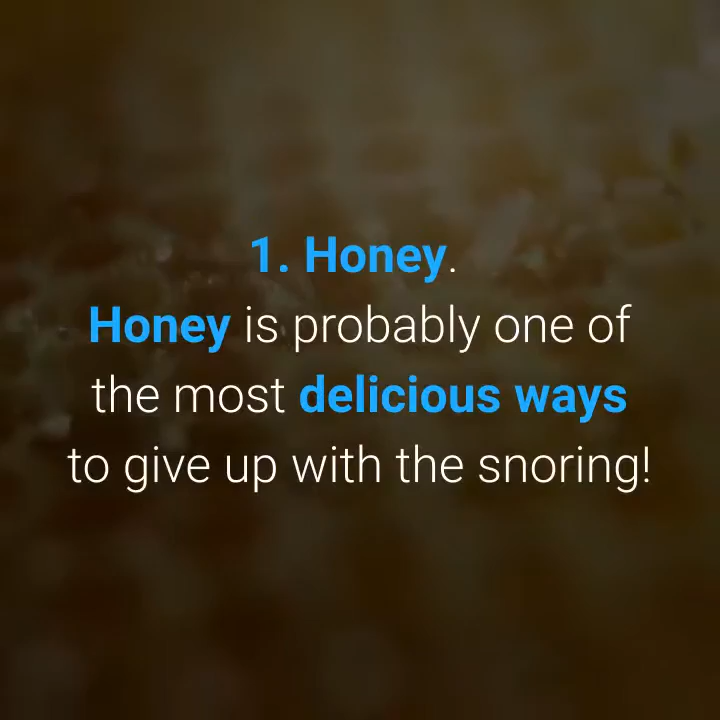 1. Honey.
Honey is probably one of
the most delicious ways
to give up with the snoring!